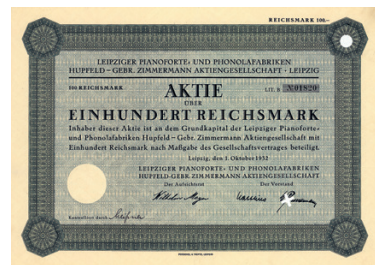 REICHSMARK 100,-
LEIPZIGER PIANOFORTE- UND PHONOLAFABRIKEN
HUPFELD – GEBR. ZIMMERMANN AKTIENGESELLSCHAFT · LEIPZIG
100 REICHSMARK
AKTIE
LIT. B № 01820
ÜBER
EINHUNDERT REICHSMARK
Inhaber dieser Aktie ist an dem Grundkapital der Leipziger Pianoforte-
und Phonolafabriken Hupfeld – Gebr. Zimmermann Aktiengesellschaft mit
Einhundert Reichsmark nach Maßgabe des Gesellschaftsvertrages beteiligt.
Leipzig, den 1. Oktober 1932
LEIPZIGER PIANOFORTE- UND PHONOLAFABRIKEN
HUPFELD-GEBR. ZIMMERMANN AKTIENGESELLSCHAFT
Der Aufsichtsrat
Der Vorstand